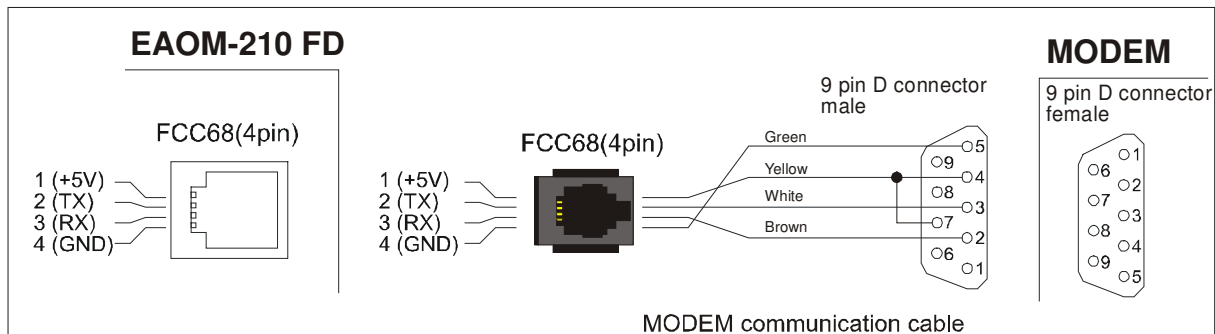 EAOM-210 FD
FCC68(4pin)
1 (+5V)
2 (TX)
3 (RX)
4 (GND)
FCC68(4pin)
1 (+5V)
2 (TX)
3 (RX)
4 (GND)
Green
Yellow
White
Brown
9 pin D connector
male
5
9
4
8
3
7
2
6
1
MODEM
9 pin D connector
female
1
6
2
7
3
8
4
9
5
MODEM communication cable